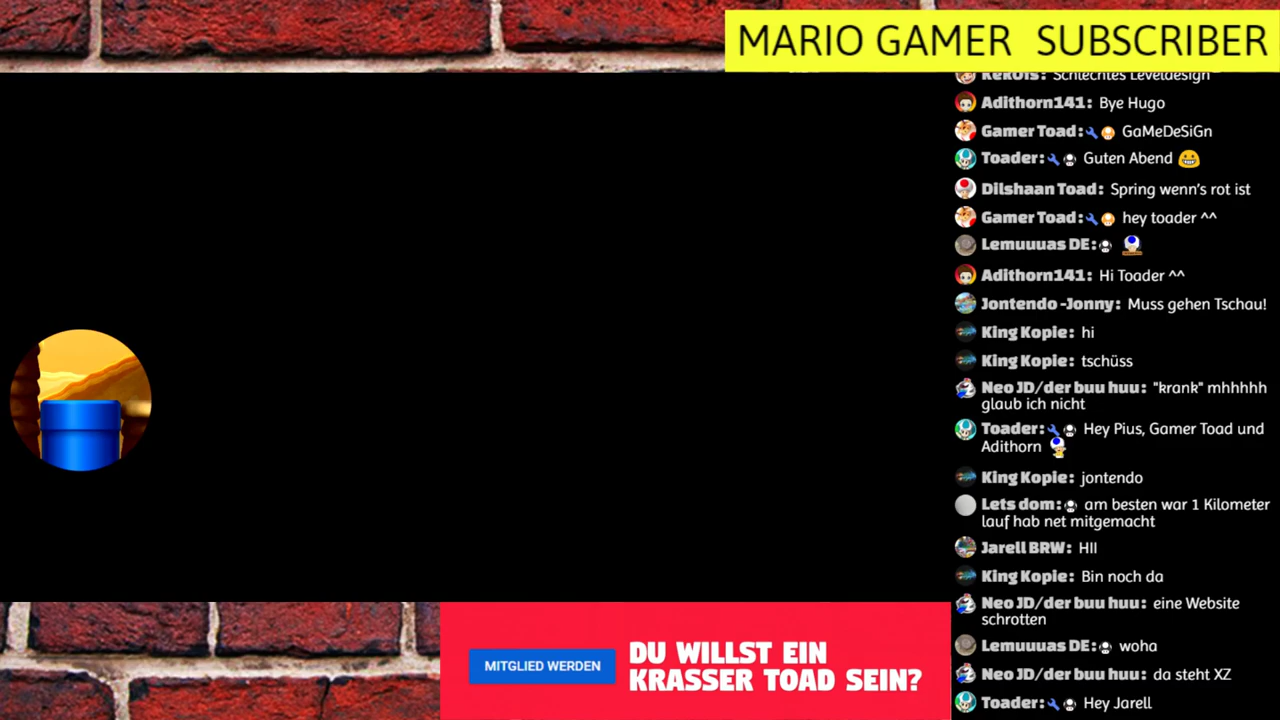 MARIO GAMER SUBSCRIBER
KekOfs: Schlechtes Leveldesign
Adithorn141: Bye Hugo
Gamer Toad: GaMeDeSiGn
Toader: Guten Abend
Dilshaan Toad: Spring wenn's rot ist
Gamer Toad: hey toader ^^
Lemuuuas DE:
Adithorn141: Hi Toader ^^
Jontendo -Jonny: Muss gehen Tschau!
King Kopie: hi
King Kopie: tschüss
Neo JD/der buu huu: "krank" mhhhhh
glaub ich nicht
Toader: Hey Pius, Gamer Toad und
Adithorn
King Kopie: jontendo
Lets dom: am besten war 1 Kilometer
lauf hab net mitgemacht
Jarell BRW: HII
King Kopie: Bin noch da
Neo JD/der buu huu: eine Website
schrotten
Lemuuuas DE: woha
Neo JD/der buu huu: da steht XZ
Toader: Hey Jarell
MITGLIED WERDEN
DU WILLST EIN
KRASSER TOAD SEIN?